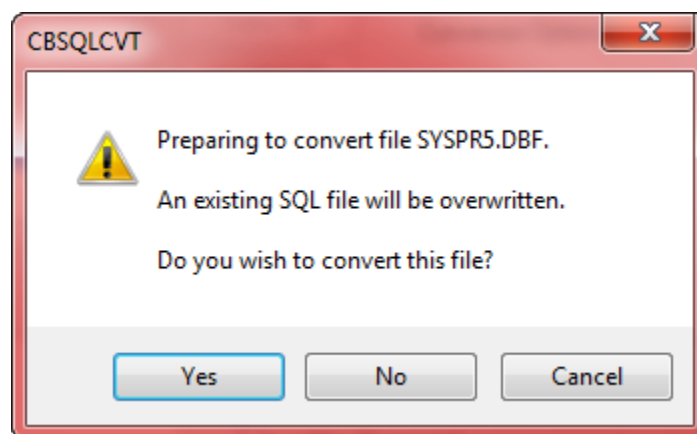 CBSQLCVT
Preparing to convert file SYSPR5.DBF.
An existing SQL file will be overwritten.
Do you wish to convert this file?
Yes
No
Cancel